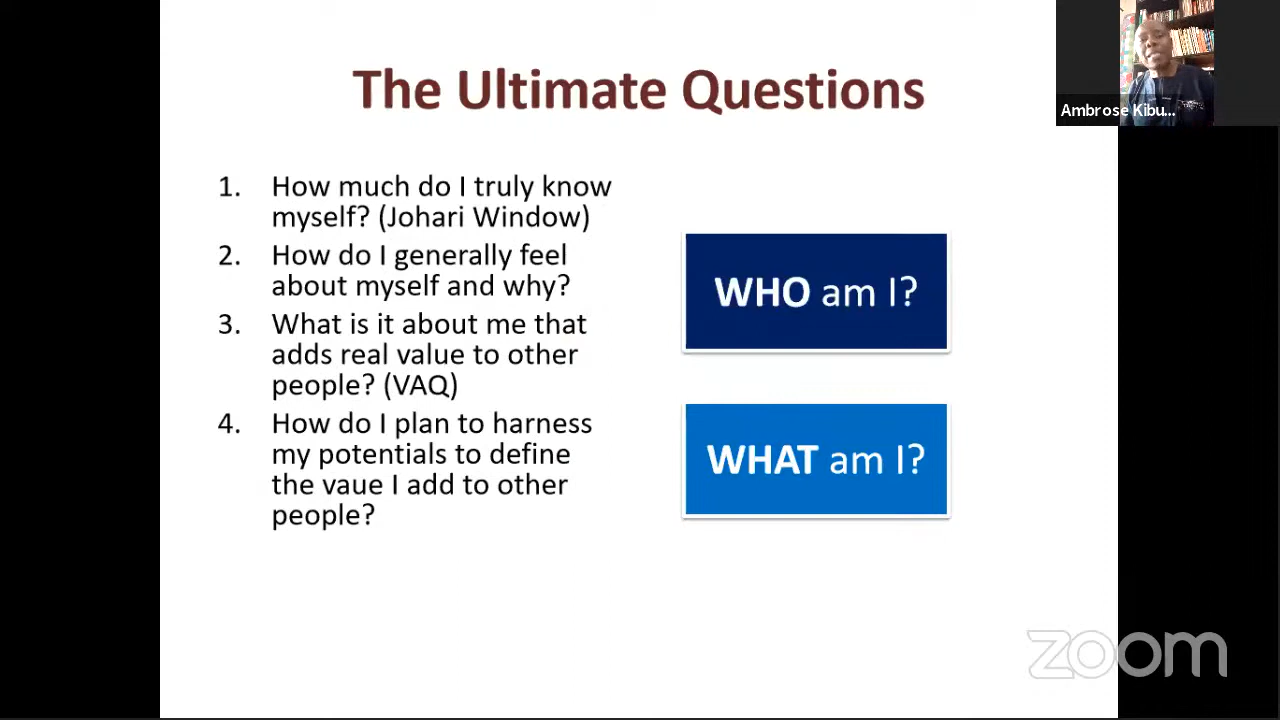 The Ultimate Questions
Ambrose Kibu...
1. How much do I truly know
myself? (Johari Window)
2. How do I generally feel
about myself and why?
3. What is it about me that
adds real value to other
people? (VAQ)
4. How do I plan to harness
my potentials to define
the vaue I add to other
people?
WHO am I?
WHAT am I?
zoom